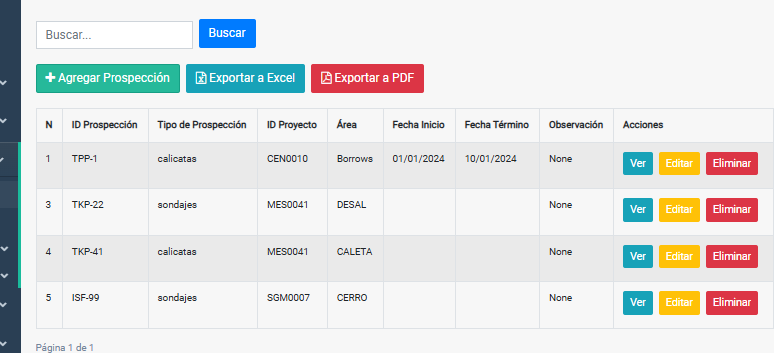 Buscar...
Buscar
Agregar Prospección
Exportar a Excel
Exportar a PDF
N ID Prospección Tipo de Prospección ID Proyecto Área Fecha Inicio Fecha Término Observación Acciones
1 TPP-1 calicatas CEN0010 Borrows 01/01/2024 10/01/2024 None Ver Editar Eliminar
3 TKP-22 sondajes MES0041 DESAL None Ver Editar Eliminar
4 TKP-41 calicatas MES0041 CALETA None Ver Editar Eliminar
5 ISF-99 sondajes SGM0007 CERRO None Ver Editar Eliminar
Página 1 de 1